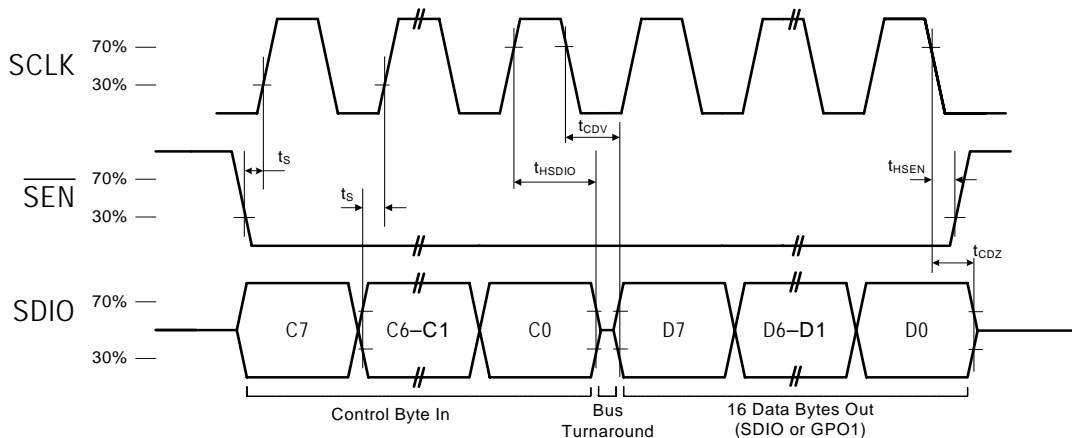 SCLK
70%
30%
tCDV
SEN
70%
30%
tS
tS
tHSDIO
tHSEN
tCDZ
SDIO
70%
30%
C7
C6–C1
C0
D7
D6–D1
D0
Control Byte In
Bus
Turnaround
16 Data Bytes Out
(SDIO or GPO1)